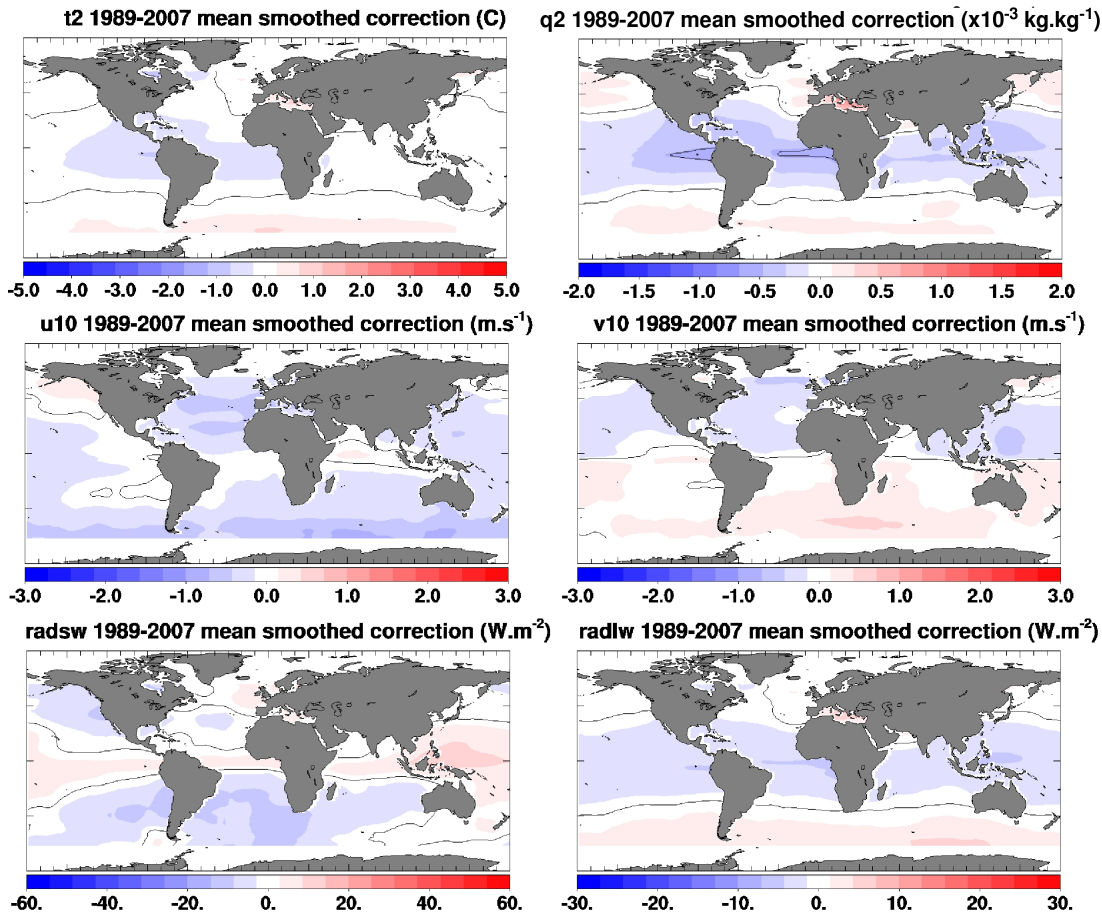 t2 1989-2007 mean smoothed correction (C)
q2 1989-2007 mean smoothed correction (x10⁻³ kg.kg⁻¹)
-5.0 -4.0 -3.0 -2.0 -1.0 0.0 1.0 2.0 3.0 4.0 5.0
-2.0 -1.5 -1.0 -0.5 0.0 0.5 1.0 1.5 2.0
u10 1989-2007 mean smoothed correction (m.s⁻¹)
v10 1989-2007 mean smoothed correction (m.s⁻¹)
-3.0 -2.0 -1.0 0.0 1.0 2.0 3.0
-3.0 -2.0 -1.0 0.0 1.0 2.0 3.0
radsw 1989-2007 mean smoothed correction (W.m⁻²)
radlw 1989-2007 mean smoothed correction (W.m⁻²)
-60. -40. -20. 0. 20. 40. 60.
-30. -20. -10. 0. 10. 20. 30.